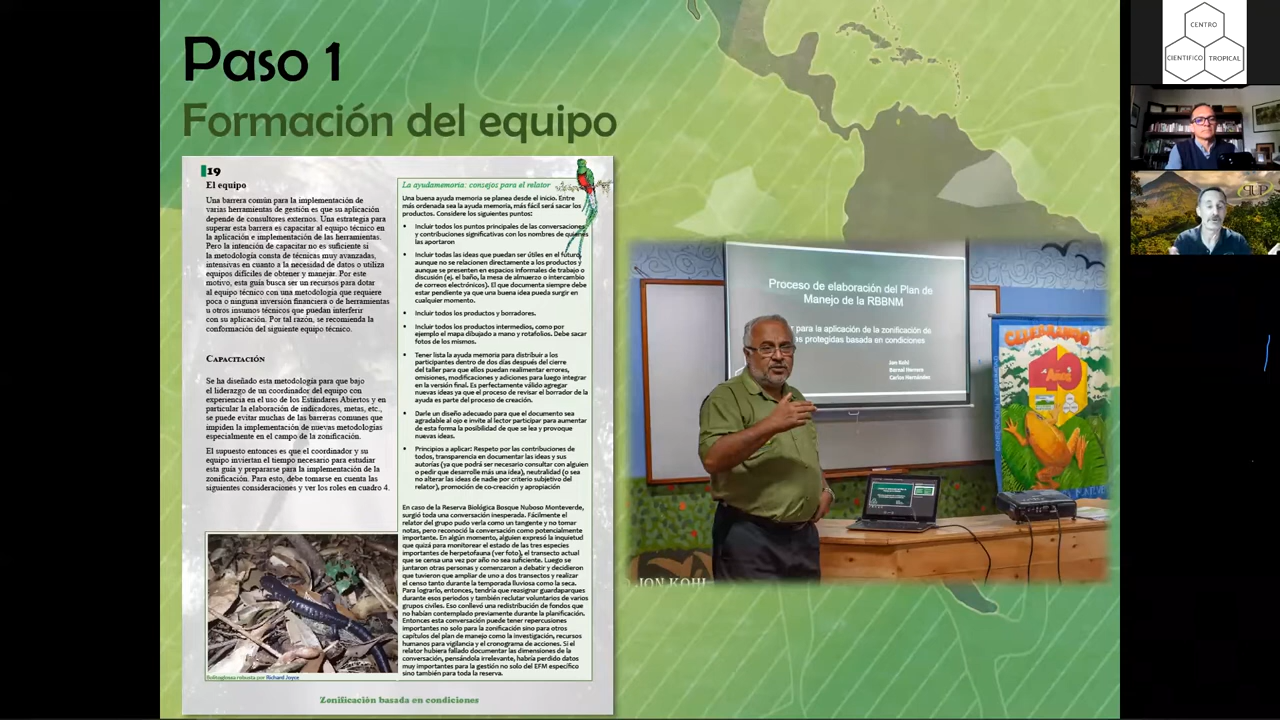 Paso 1
Formación del equipo
19
El equipo
Una barrera común para la implementación de
varias herramientas de gestión es que su aplicación
depende de consultores externos. Una estrategia para
superar esta barrera es capacitar al equipo técnico en
la aplicación e implementación de las herramientas.
Pero la intención de capacitar no es suficiente si
la metodología consta de técnicas muy avanzadas,
intensivas en cuanto a la necesidad de datos o utiliza
equipos difíciles de obtener y manejar. Por este
motivo, esta guía busca ser un recursos para dotar
al equipo técnico con una metodología que requiere
poca o ninguna inversión financiera o de herramientas
u otros insumos técnicos que puedan interferir
con su aplicación. Por tal razón, se recomienda la
conformación del siguiente equipo técnico.
CAPACITACIÓN
Se ha diseñado esta metodología para que bajo
el liderazgo de un coordinador del equipo con
experiencia en el uso de los Estándares Abiertos y en
particular la elaboración de indicadores, metas, etc.,
se puede evitar muchas de las barreras comunes que
impiden la implementación de nuevas metodologías
especialmente en el campo de la zonificación.
El supuesto entonces es que el coordinador y su
equipo inviertan el tiempo necesario para estudiar
esta guía y prepararse para la implementación de la
zonificación. Para esto, debe tomarse en cuenta las
siguientes consideraciones y ver los roles en cuadro 4.
Bolitoglossa robusta por Richard Joyce
La ayudamemoria: consejos para el relator
Una buena ayuda memoria se planea desde el inicio. Entre
más ordenada sea la ayuda memoria, más fácil será sacar los
productos. Considere los siguientes puntos:
• Incluir todos los puntos principales de las conversaciones
y contribuciones significativas con los nombres de quienes
las aportaron
• Incluir todas las ideas que puedan ser útiles en el futuro,
aunque no se relacionen directamente a los productos y
aunque se presenten en espacios informales de trabajo o
discusión (ej. el baño, la mesa de almuerzo o intercambio
de correos electrónicos). El que documenta siempre debe
estar pendiente ya que una buena idea pueda surgir en
cualquier momento.
• Incluir todos los productos y borradores.
• Incluir todos los productos intermedios, como por
ejemplo el mapa dibujado a mano y rotafolios. Debe sacar
fotos de los mismos.
• Tener lista la ayuda memoria para distribuir a los
participantes dentro de dos días después del cierre
del taller para que ellos puedan realimentar errores,
omisiones, modificaciones y adiciones para luego integrar
en la versión final. Es perfectamente válido agregar
nuevas ideas ya que el proceso de revisar el borrador de la
ayuda es parte del proceso de creación.
• Darle un diseño adecuado para que el documento sea
agradable al ojo e invite al lector participar para aumentar
de esta forma la posibilidad de que se lea y provoque
nuevas ideas.
• Principios a aplicar: Respeto por las contribuciones de
todos, transparencia en documentar las ideas y sus
autorías (ya que podrá ser necesario consultar con alguien
o pedir que desarrolle más una idea), neutralidad (o sea
no alterar las ideas de nadie por criterio subjetivo del
relator), promoción de co-creación y apropiación
En caso de la Reserva Biológica Bosque Nuboso Monteverde,
surgió toda una conversación inesperada. Fácilmente el
relator del grupo pudo verla como un tangente y no tomar
notas, pero reconoció la conversación como potencialmente
importante. En algún momento, alguien expresó la inquietud
que quizá para monitorear el estado de las tres especies
importantes de herpetofauna (ver foto), el transecto actual
que se censa una vez por año no sea suficiente. Luego se
juntaron otras personas y comenzaron a debatir y decidieron
que tuvieron que ampliar de uno a dos transectos y realizar
el censo tanto durante la temporada lluviosa como la seca.
Para lograrlo, entonces, tendría que reasignar guardaparques
durante esos periodos y también reclutar voluntarios de varios
grupos civiles. Eso conllevó una redistribución de fondos que
no habían contemplado previamente durante la planificación.
Entonces esta conversación puede tener repercusiones
importantes no solo para la zonificación sino para otros
capítulos del plan de manejo como la investigación, recursos
humanos para vigilancia y el cronograma de acciones. Si el
relator hubiera fallado documentar las dimensiones de la
conversación, pensándola irrelevante, habría perdido datos
muy importantes para la gestión no solo del EFM específico
sino también para toda la reserva.
Zonificación basada en condiciones
Proceso de elaboración del Plan de
Manejo de la RBBNM
para la aplicación de la zonificación de
protegidas basada en condiciones
Jon Kohl
Bernal Herrera
Carlos Hernández
CELEBRANDO
JON KOHL
CENTRO
CIENTIFICO TROPICAL
PUP